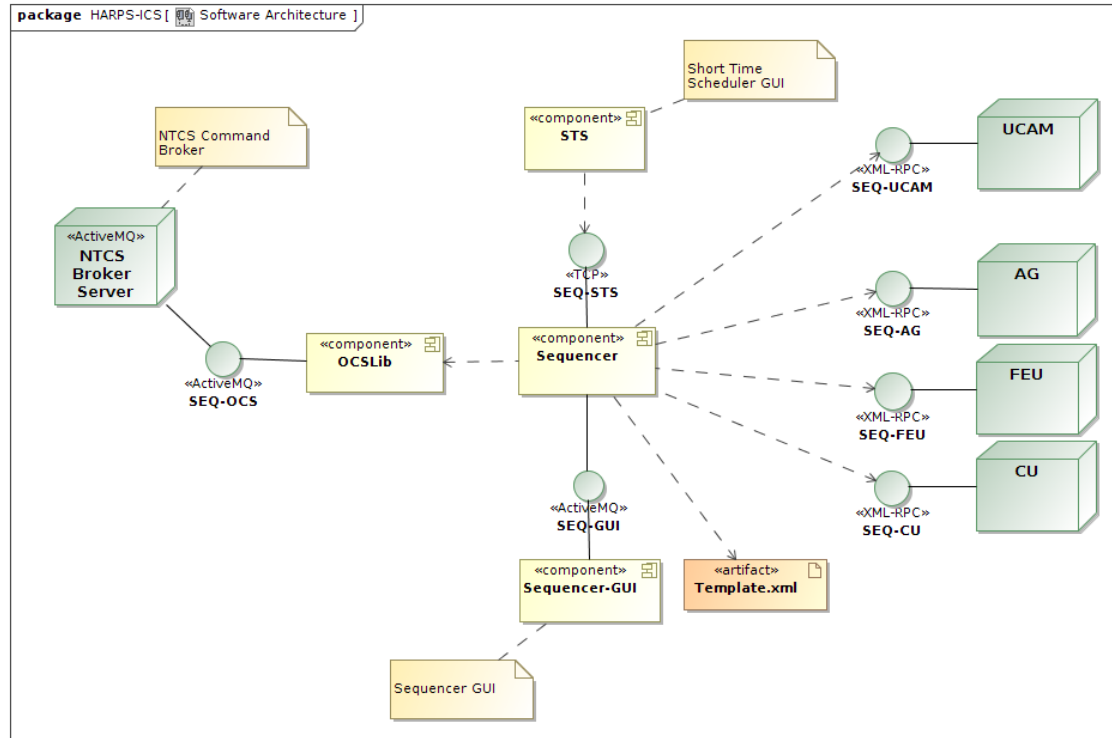 package HARPS-ICS [ Software Architecture ]
Short Time
Scheduler GUI
NTCS Command
Broker
«component»
STS
UCAM
«XML-RPC»
SEQ-UCAM
«ActiveMQ»
NTCS
Broker
Server
«TCP»
SEQ-STS
AG
«XML-RPC»
SEQ-AG
«component»
OCSLib
«component»
Sequencer
«ActiveMQ»
SEQ-OCS
FEU
«XML-RPC»
SEQ-FEU
CU
«XML-RPC»
SEQ-CU
«ActiveMQ»
SEQ-GUI
«component»
Sequencer-GUI
«artifact»
Template.xml
Sequencer GUI